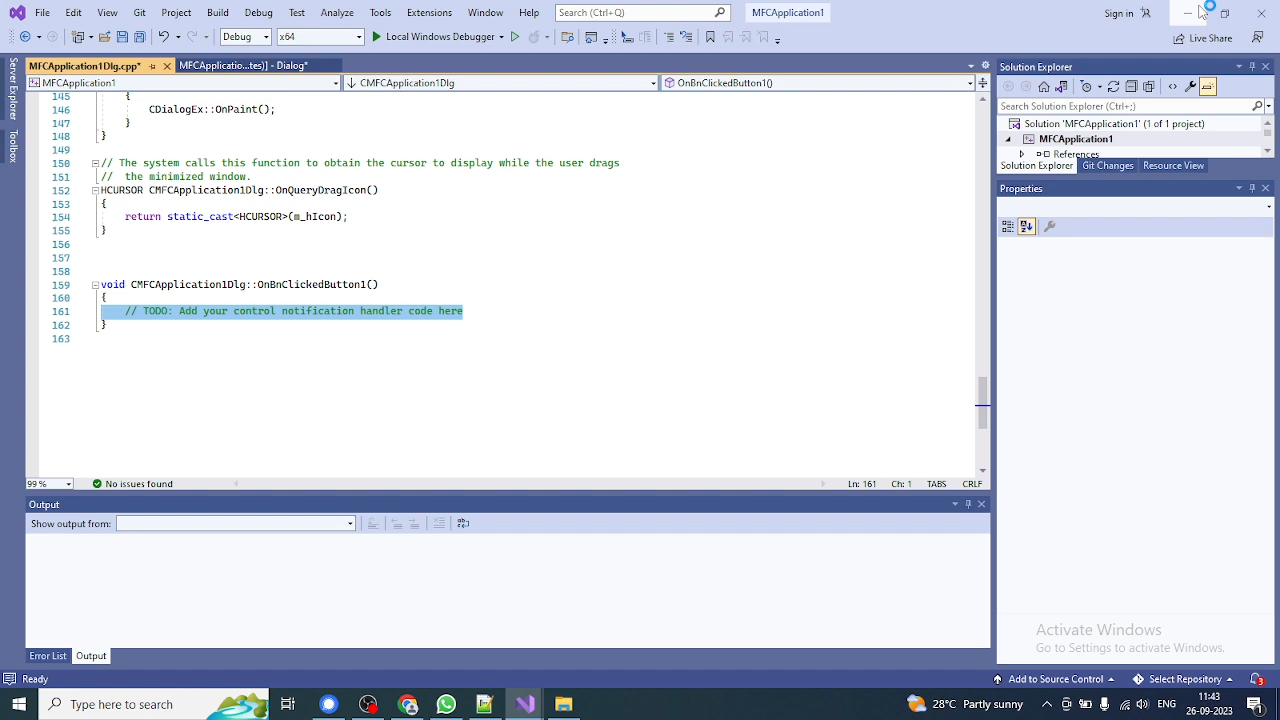 File Edit View Git Project Build Debug Test Analyze Tools Extensions Window Help Search (Ctrl+Q) MFCApplication1 Sign in
Debug x64 Local Windows Debugger Live Share
Server Explorer
Toolbox
MFCApplication1Dlg.cpp* MFCApplicatio...tes)] - Dialog*
MFCApplication1 CMFCApplication1Dlg OnBnClickedButton1()
145 {
146 CDialogEx::OnPaint();
147 }
148 }
149
150 // The system calls this function to obtain the cursor to display while the user drags
151 // the minimized window.
152 HCURSOR CMFCApplication1Dlg::OnQueryDragIcon()
153 {
154 return static_cast<HCURSOR>(m_hIcon);
155 }
156
157
158
159 void CMFCApplication1Dlg::OnBnClickedButton1()
160 {
161 // TODO: Add your control notification handler code here
162 }
163
99 % No issues found Ln: 161 Ch: 1 TABS CRLF
Output
Show output from:
Error List Output
Solution Explorer
Search Solution Explorer (Ctrl+;)
Solution 'MFCApplication1' (1 of 1 project)
MFCApplication1
References
Solution Explorer Git Changes Resource View
Properties
Activate Windows
Go to Settings to activate Windows.
Ready Add to Source Control Select Repository 3
Type here to search 28°C Partly sunny ENG 11:43
26-09-2023